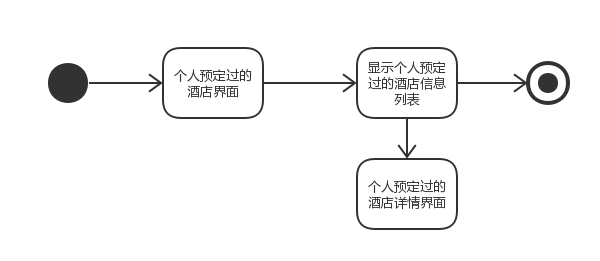 个人预定过的
酒店界面
显示个人预定
过的酒店信息
列表
个人预定过的
酒店详情界面